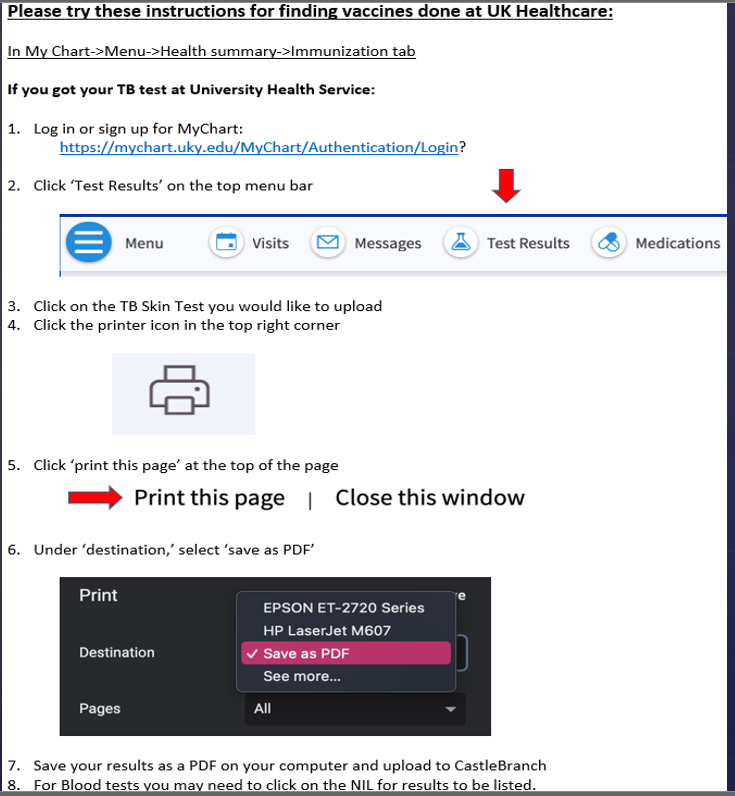 Please try these instructions for finding vaccines done at UK Healthcare:
In My Chart->Menu->Health summary->Immunization tab
If you got your TB test at University Health Service:
1. Log in or sign up for MyChart:
https://mychart.uky.edu/MyChart/Authentication/Login?
2. Click ‘Test Results’ on the top menu bar
Menu Visits Messages Test Results Medications
3. Click on the TB Skin Test you would like to upload
4. Click the printer icon in the top right corner
5. Click ‘print this page’ at the top of the page
Print this page | Close this window
6. Under ‘destination,’ select ‘save as PDF’
Print
EPSON ET-2720 Series
HP LaserJet M607
Destination ✓ Save as PDF
See more...
Pages All
7. Save your results as a PDF on your computer and upload to CastleBranch
8. For Blood tests you may need to click on the NIL for results to be listed.